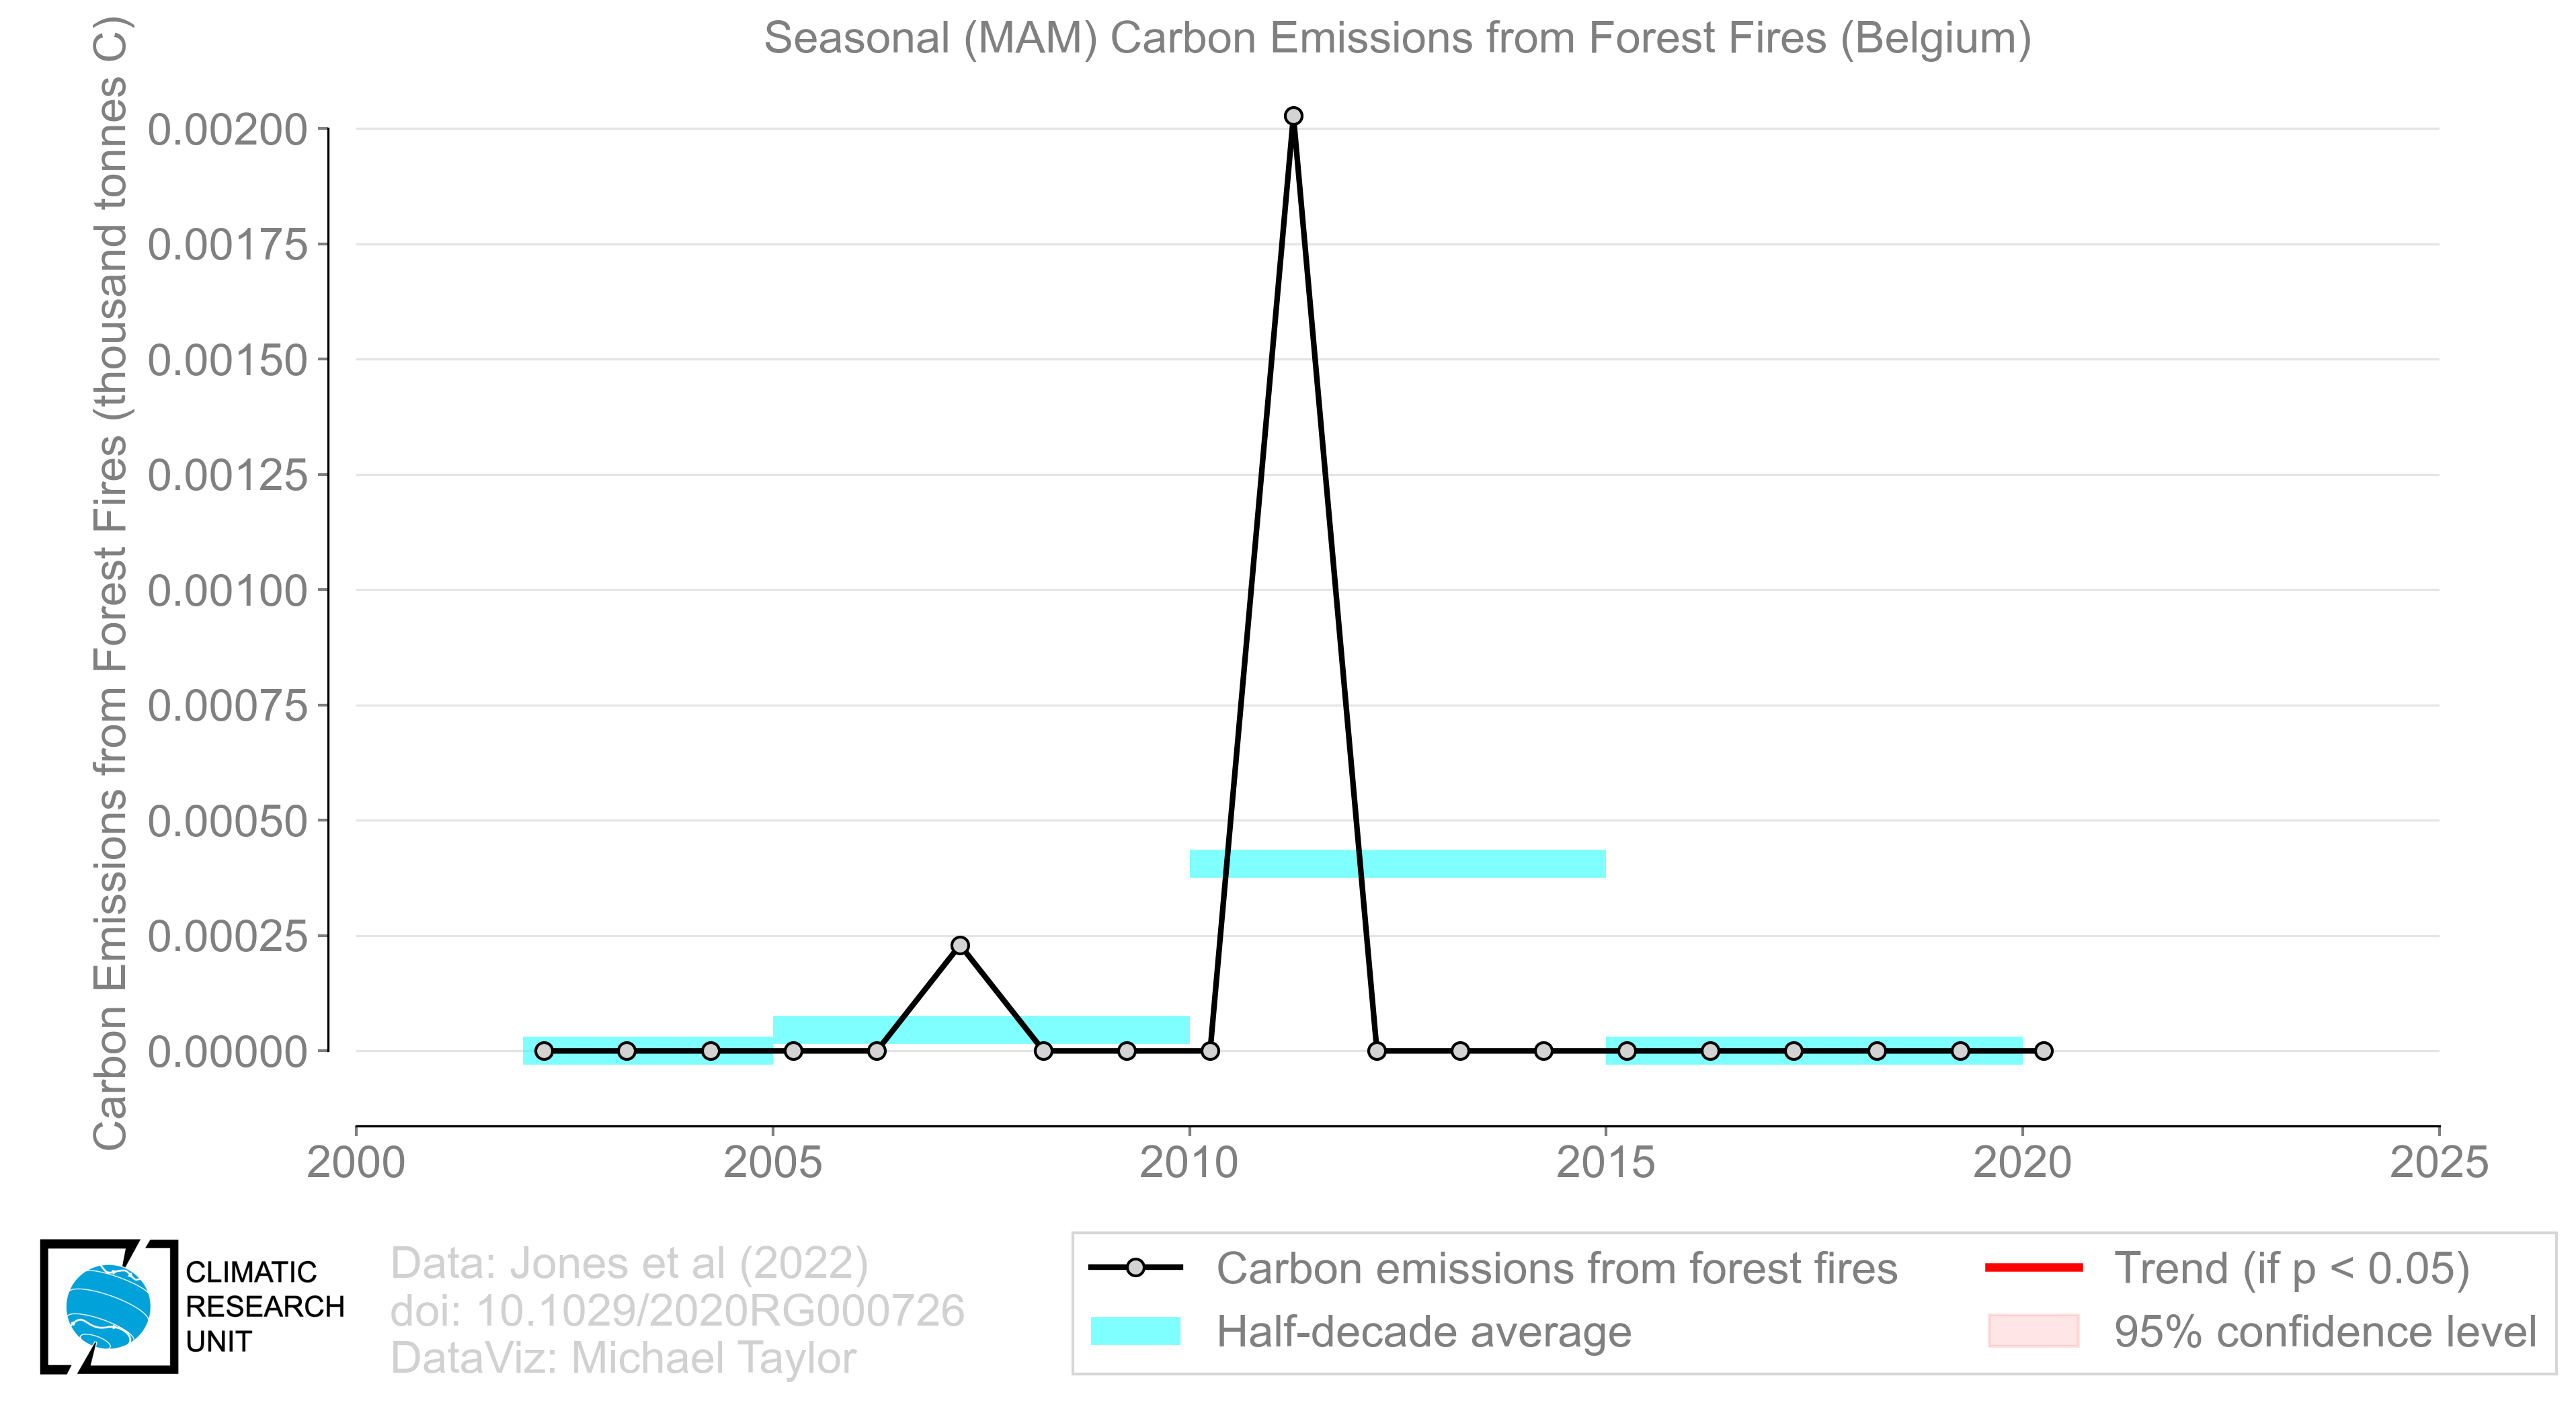 Seasonal (MAM) Carbon Emissions from Forest Fires (Belgium)
Carbon Emissions from Forest Fires (thousand tonnes C)
0.00200
0.00175
0.00150
0.00125
0.00100
0.00075
0.00050
0.00025
0.00000
2000 2005 2010 2015 2020 2025
CLIMATIC
RESEARCH
UNIT
Data: Jones et al (2022)
doi: 10.1029/2020RG000726
DataViz: Michael Taylor
Carbon emissions from forest fires
Half-decade average
Trend (if p < 0.05)
95% confidence level